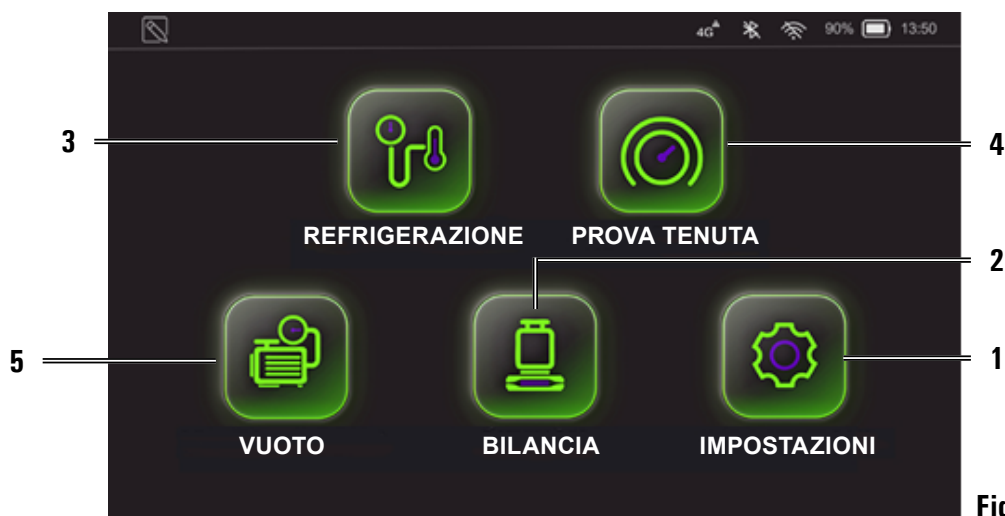 4G 90% 13:50
3
4
REFRIGERAZIONE PROVA TENUTA
2
5
1
VUOTO BILANCIA IMPOSTAZIONI
Fig